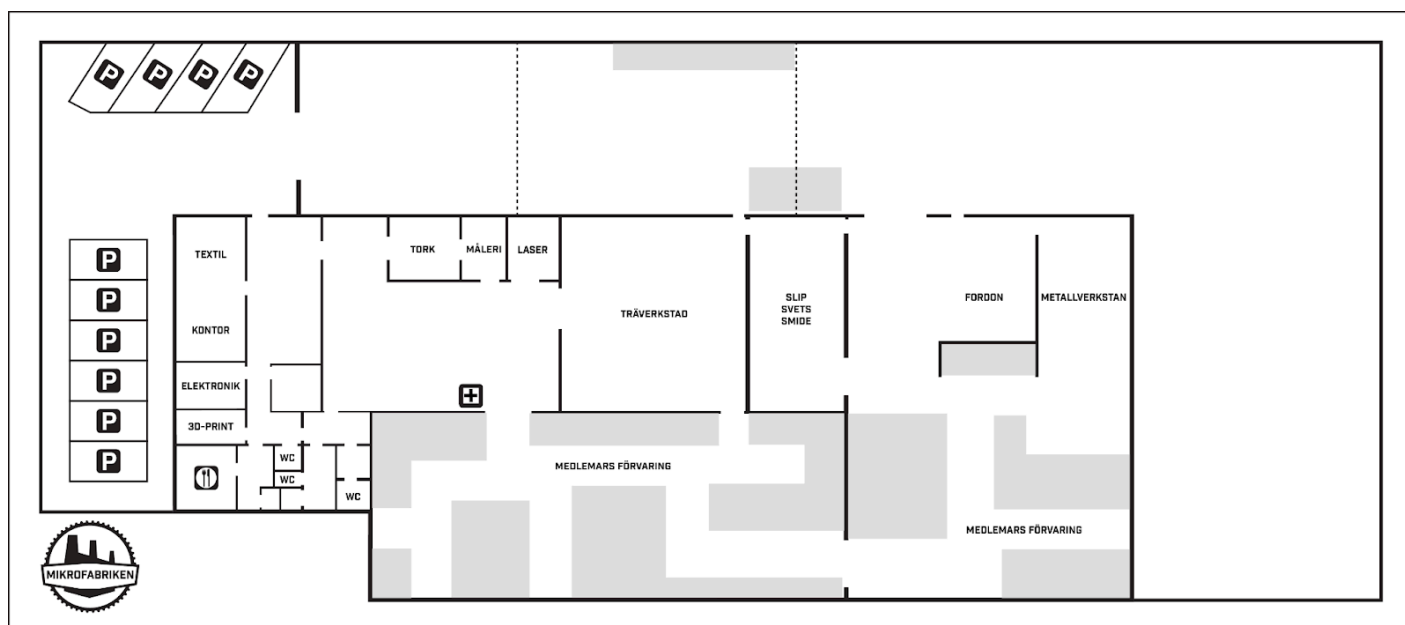 P P P P
P
P
P
P
P
P
TEXTIL
KONTOR
ELEKTRONIK
3D-PRINT
WC
WC
WC
TORK
MÅLERI
LASER
TRÄVERKSTAD
SLIP
SVETS
SMIDE
FORDON
METALLVERKSTAN
MEDLEMARS FÖRVARING
MEDLEMARS FÖRVARING
MIKROFABRIKEN